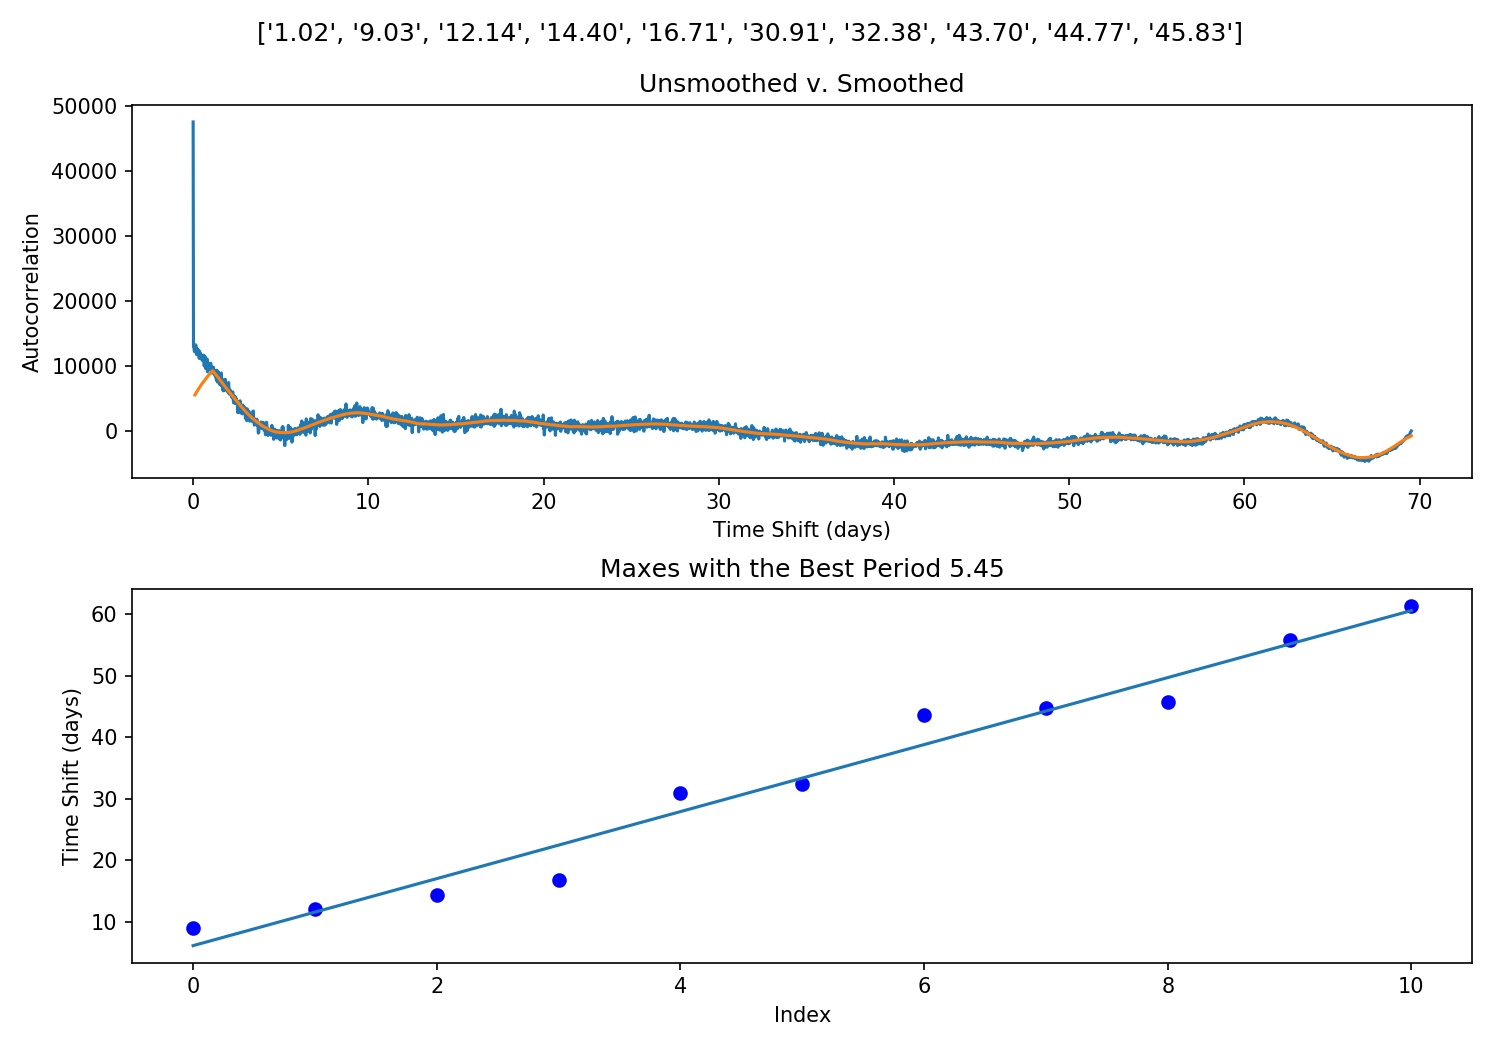 ['1.02', '9.03', '12.14', '14.40', '16.71', '30.91', '32.38', '43.70', '44.77', '45.83']
Unsmoothed v. Smoothed
50000
40000
30000
20000
10000
0
Autocorrelation
0 10 20 30 40 50 60 70
Time Shift (days)
Maxes with the Best Period 5.45
60
50
40
30
20
10
Time Shift (days)
0 2 4 6 8 10
Index